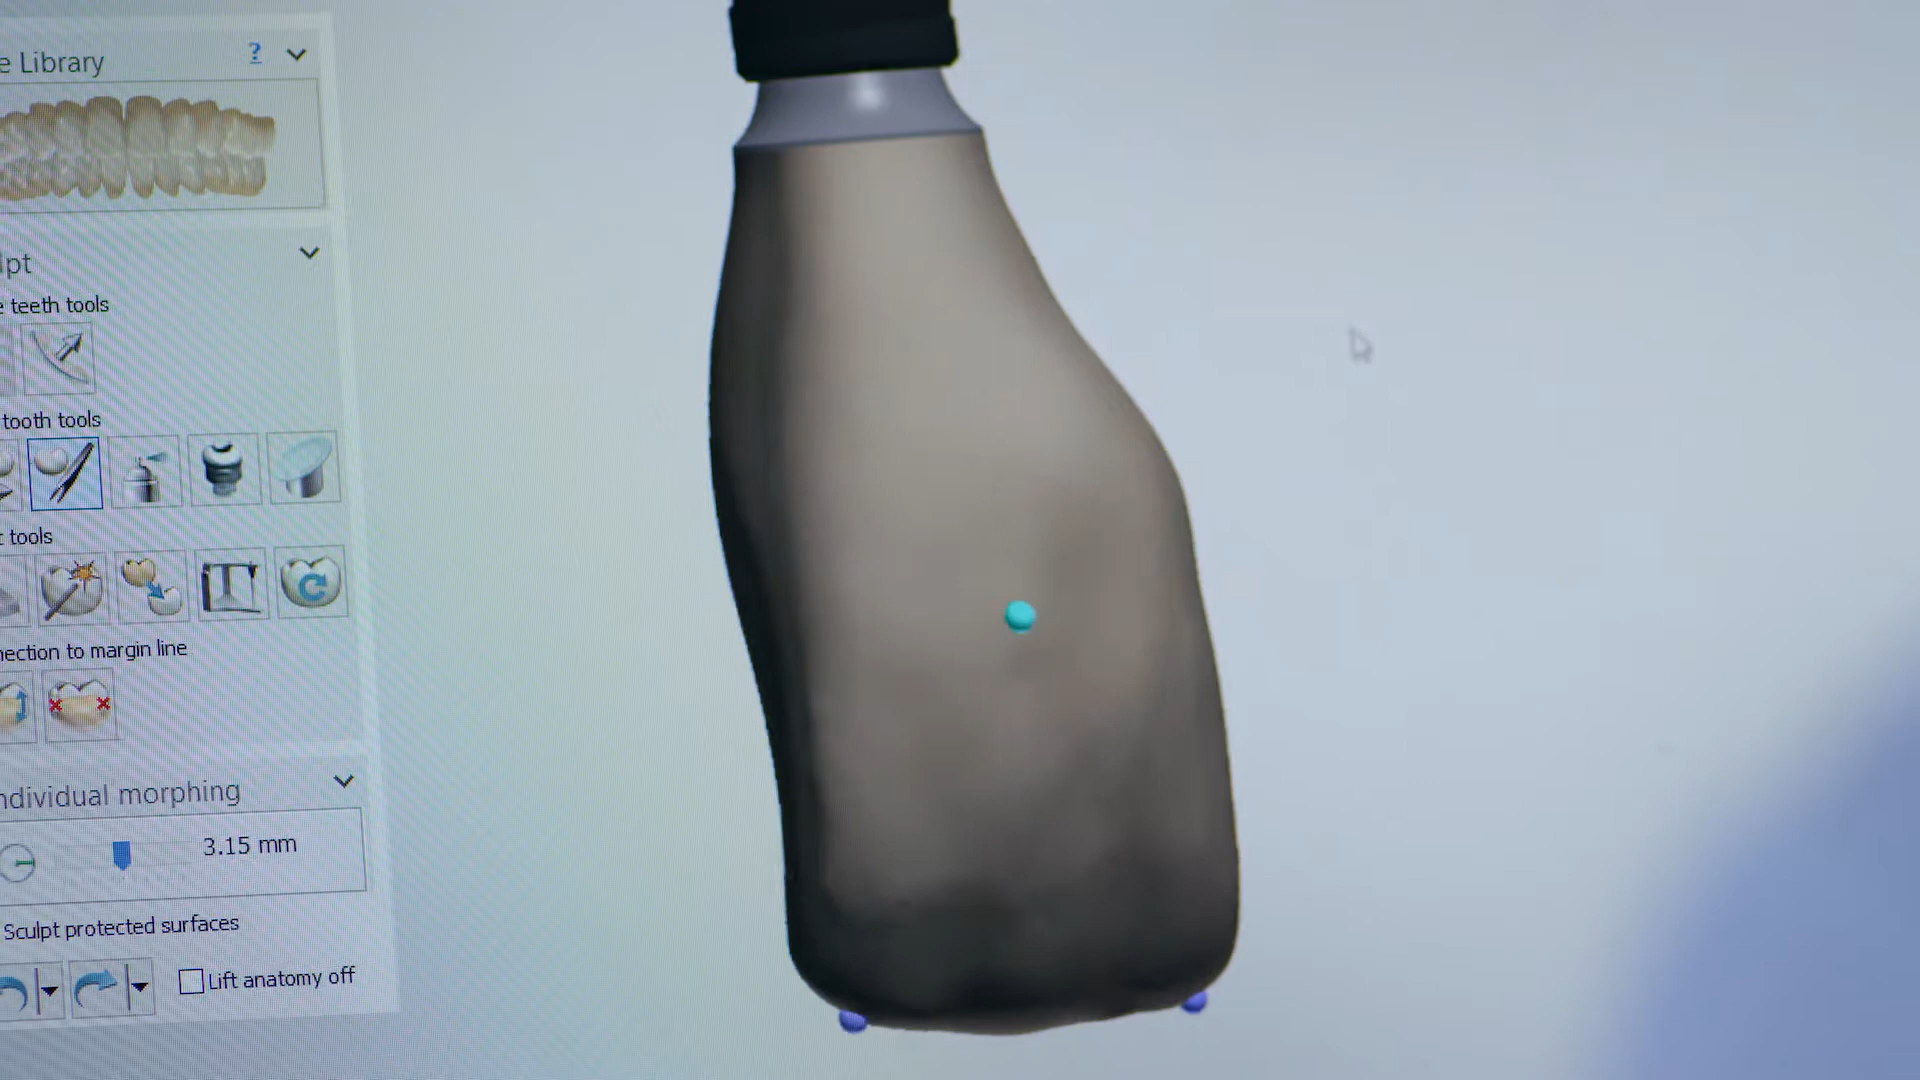 e Library ?
lpt
e teeth tools
tooth tools
t tools
nection to margin line
ndividual morphing
3.15 mm
Sculpt protected surfaces
Lift anatomy off